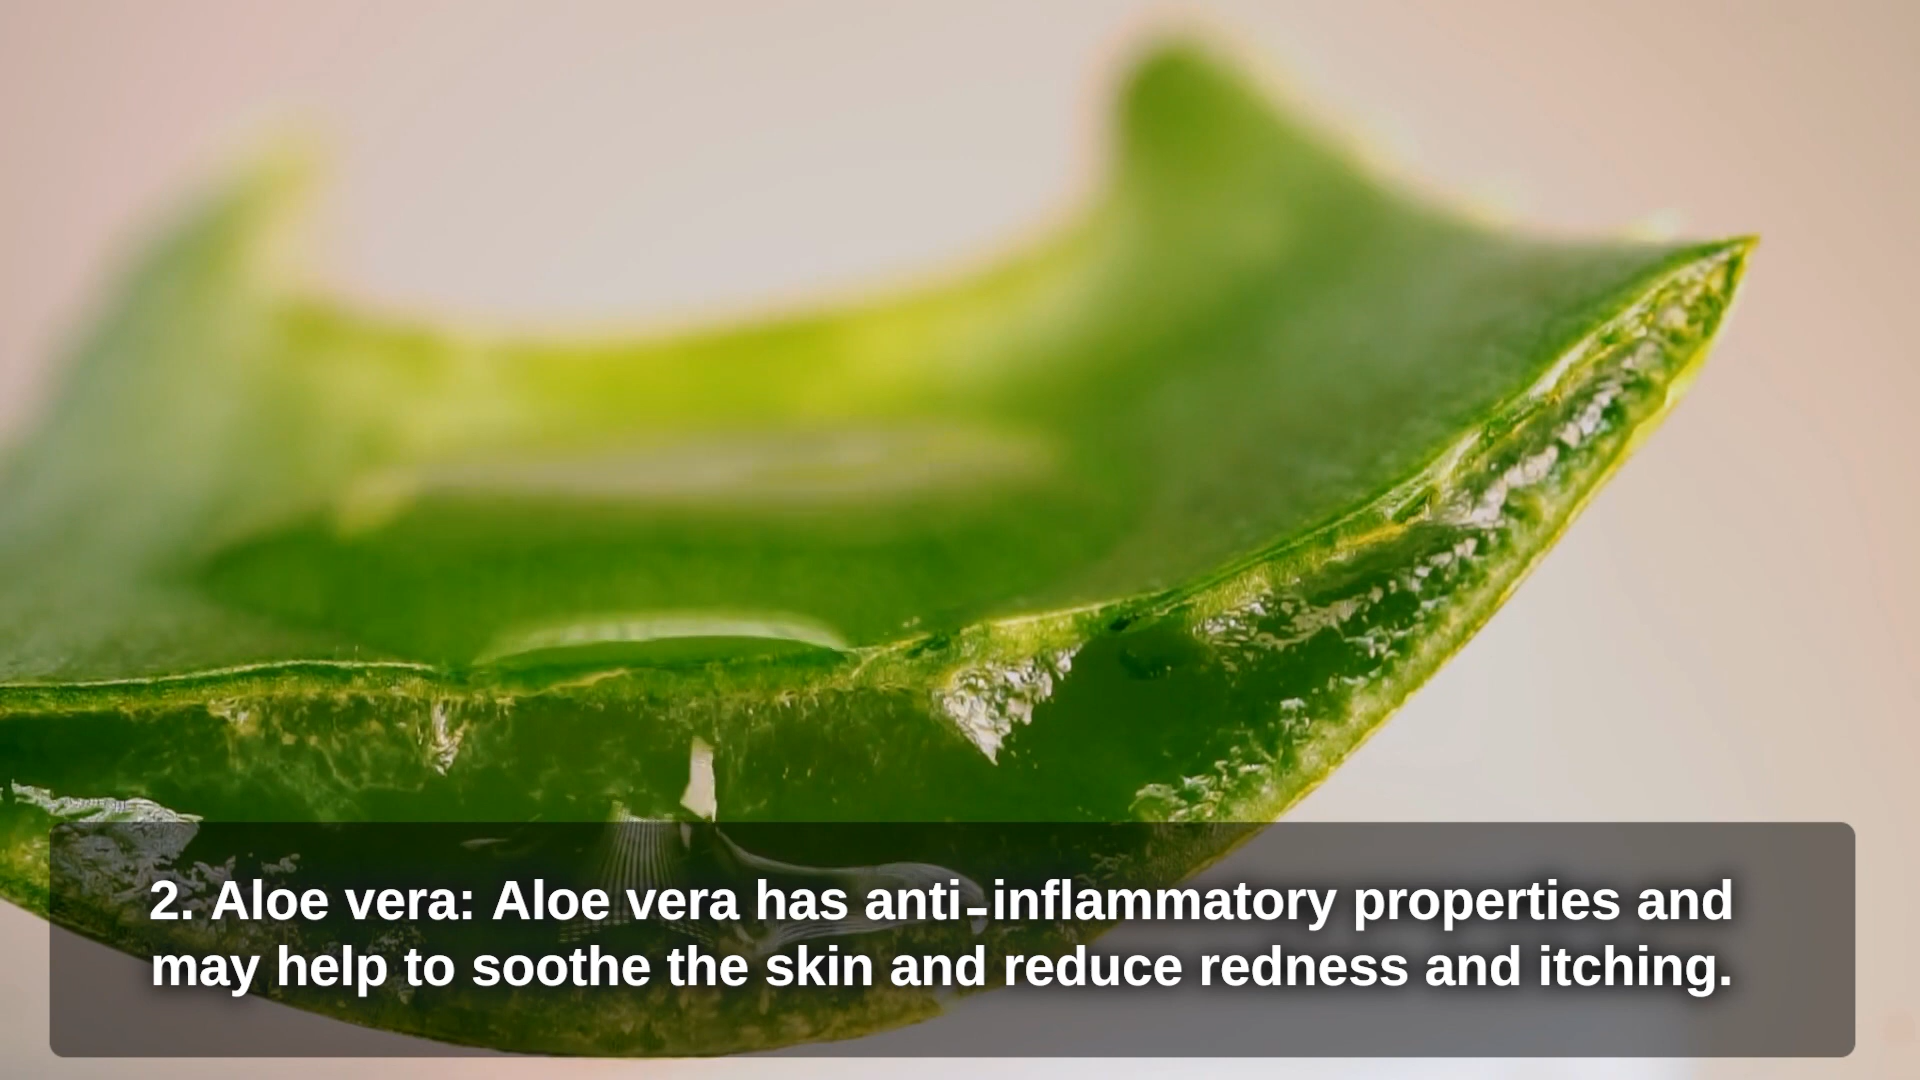 2. Aloe vera: Aloe vera has anti-inflammatory properties and
may help to soothe the skin and reduce redness and itching.